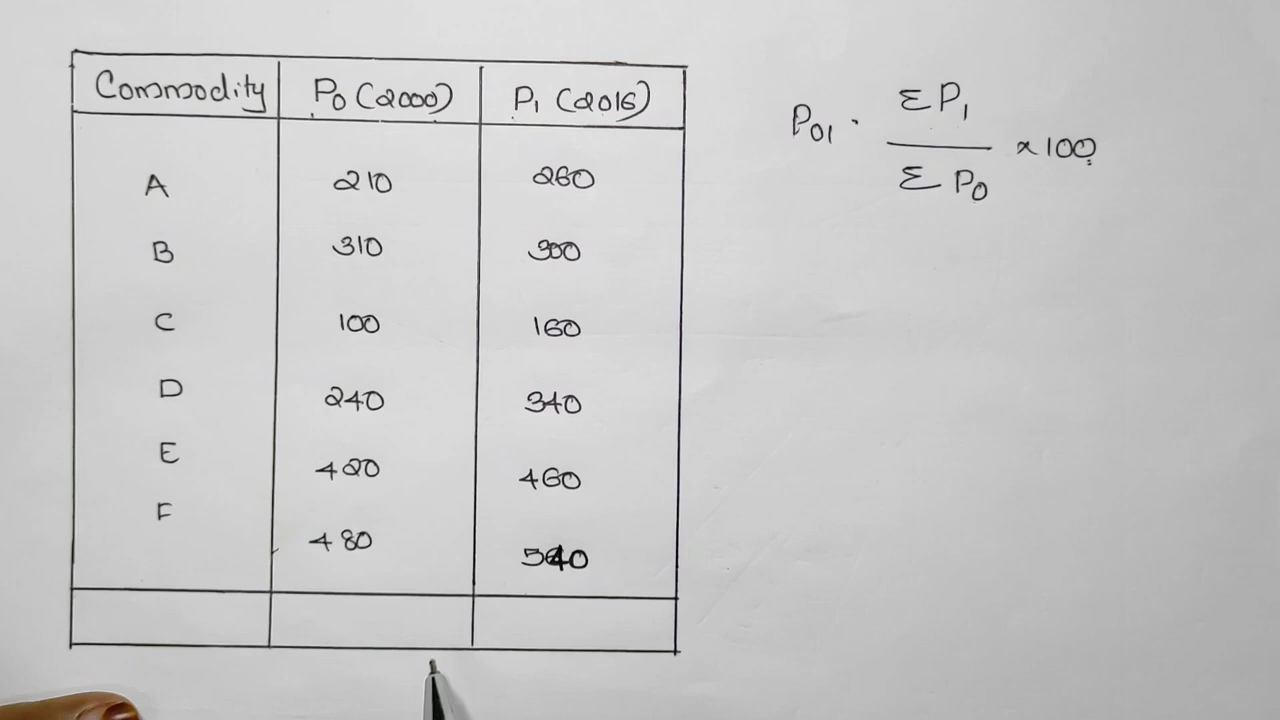 Commodity P₀ (2000) P₁ (2016)
A 210 260
B 310 300
C 100 160
D 240 340
E 420 460
F 480 540
P₀₁ . ΣP₁
ΣP₀ ×100